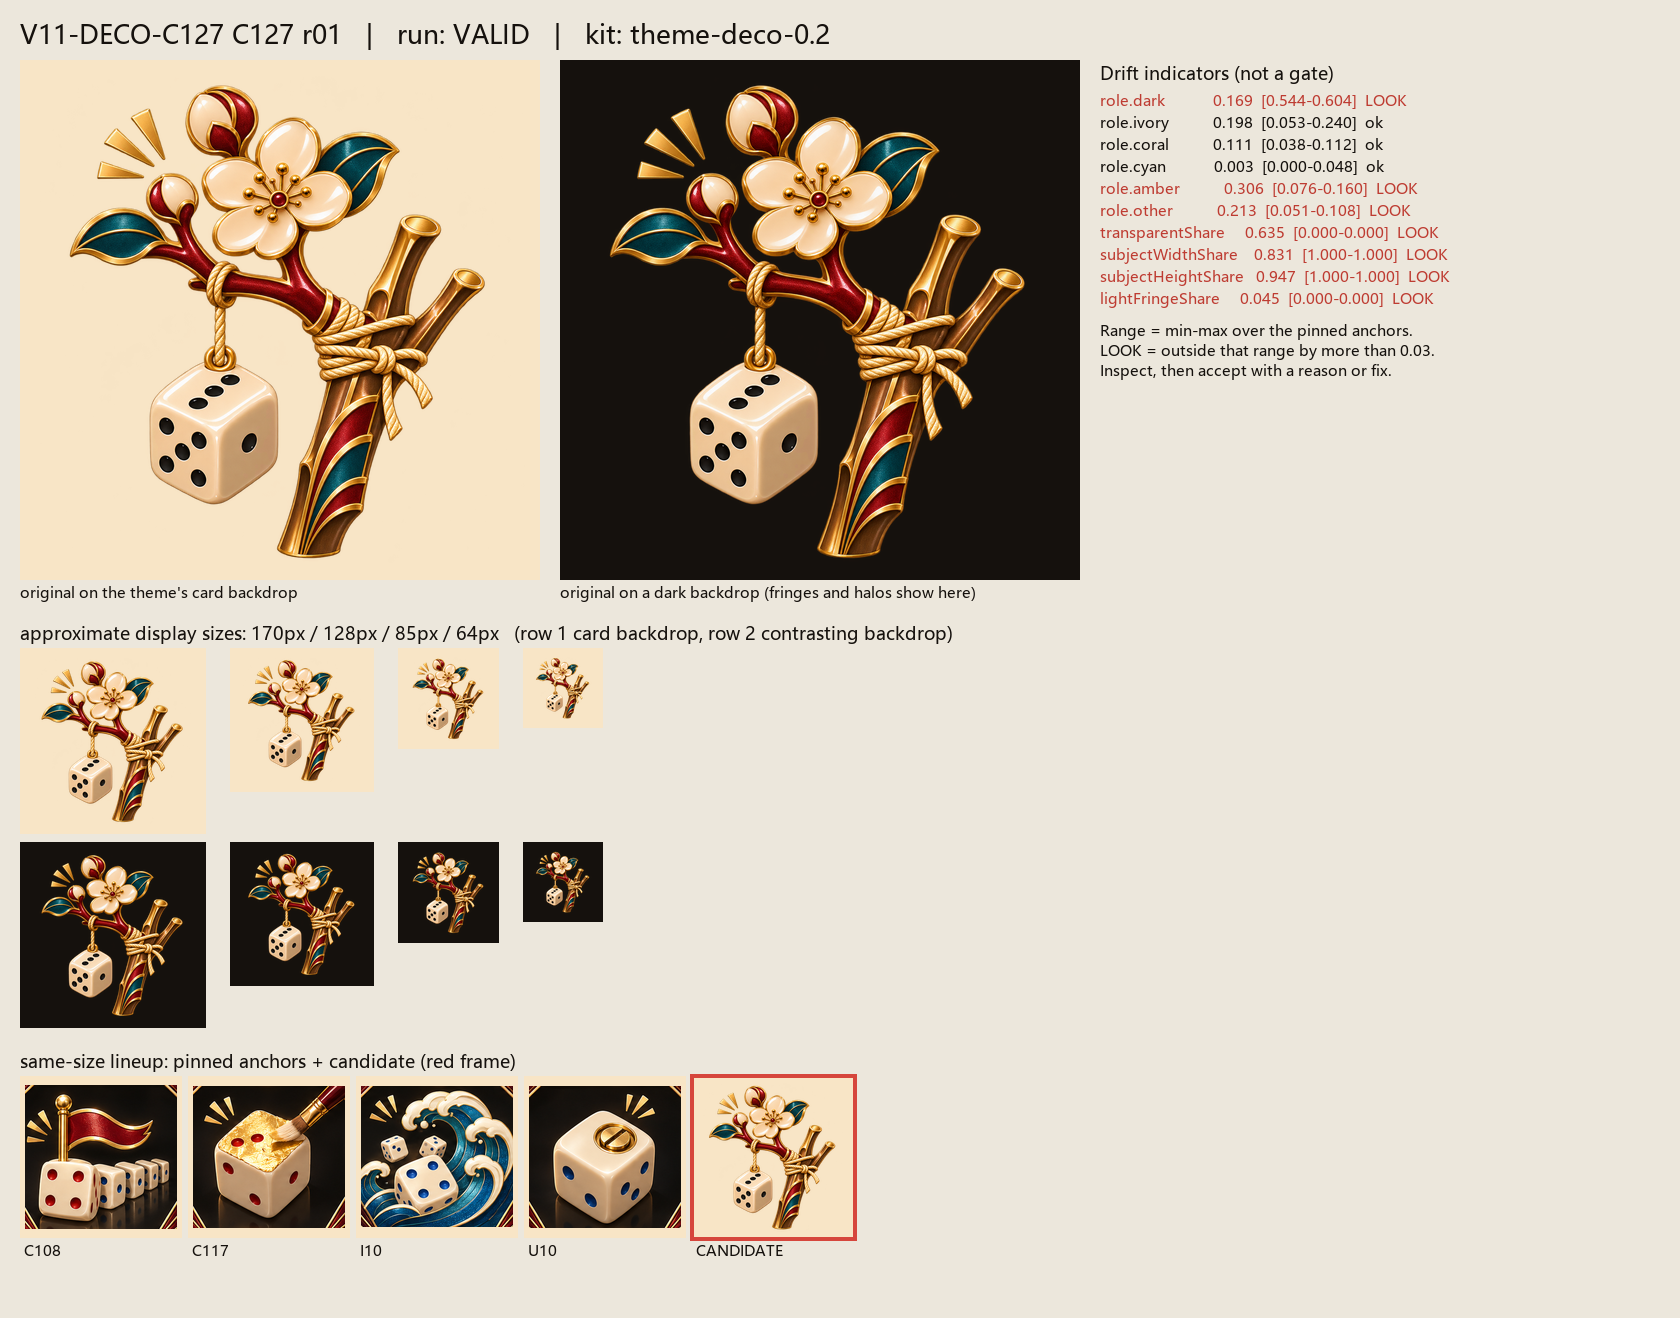 V11-DECO-C127 C127 r01 | run: VALID | kit: theme-deco-0.2
Drift indicators (not a gate)
role.dark 0.169 [0.544-0.604] LOOK
role.ivory 0.198 [0.053-0.240] ok
role.coral 0.111 [0.038-0.112] ok
role.cyan 0.003 [0.000-0.048] ok
role.amber 0.306 [0.076-0.160] LOOK
role.other 0.213 [0.051-0.108] LOOK
transparentShare 0.635 [0.000-0.000] LOOK
subjectWidthShare 0.831 [1.000-1.000] LOOK
subjectHeightShare 0.947 [1.000-1.000] LOOK
lightFringeShare 0.045 [0.000-0.000] LOOK
Range = min-max over the pinned anchors.
LOOK = outside that range by more than 0.03.
Inspect, then accept with a reason or fix.
original on the theme's card backdrop
original on a dark backdrop (fringes and halos show here)
approximate display sizes: 170px / 128px / 85px / 64px (row 1 card backdrop, row 2 contrasting backdrop)
same-size lineup: pinned anchors + candidate (red frame)
C108
C117
I10
U10
CANDIDATE